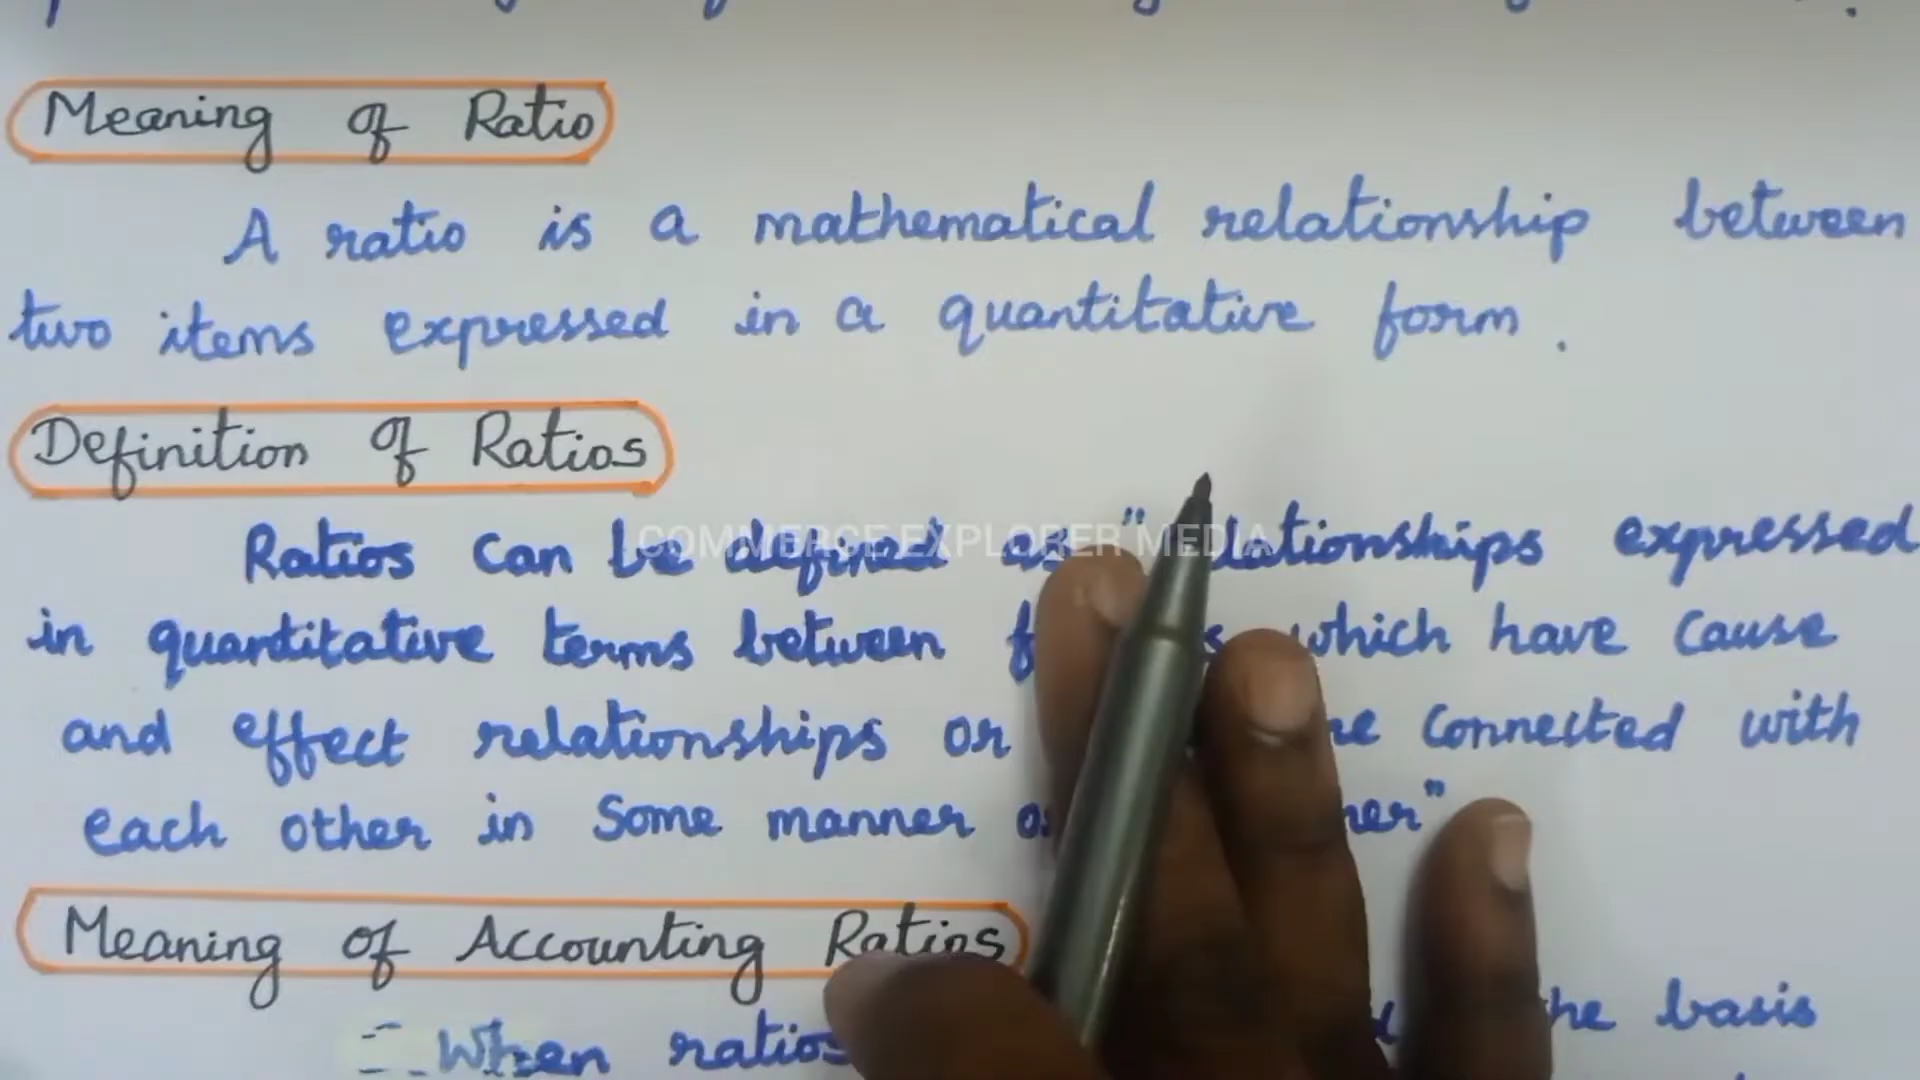 Meaning of Ratio
A ratio is a mathematical relationship between
two items expressed in a quantitative form.
Definition of Ratios
Ratios can be defined as "relationships expressed
in quantitative terms between which have cause
and effect relationships or connected with
each other in some manner
COMMERCE EXPLORER MEDIA
Meaning of Accounting Ratios
When ratios the basis